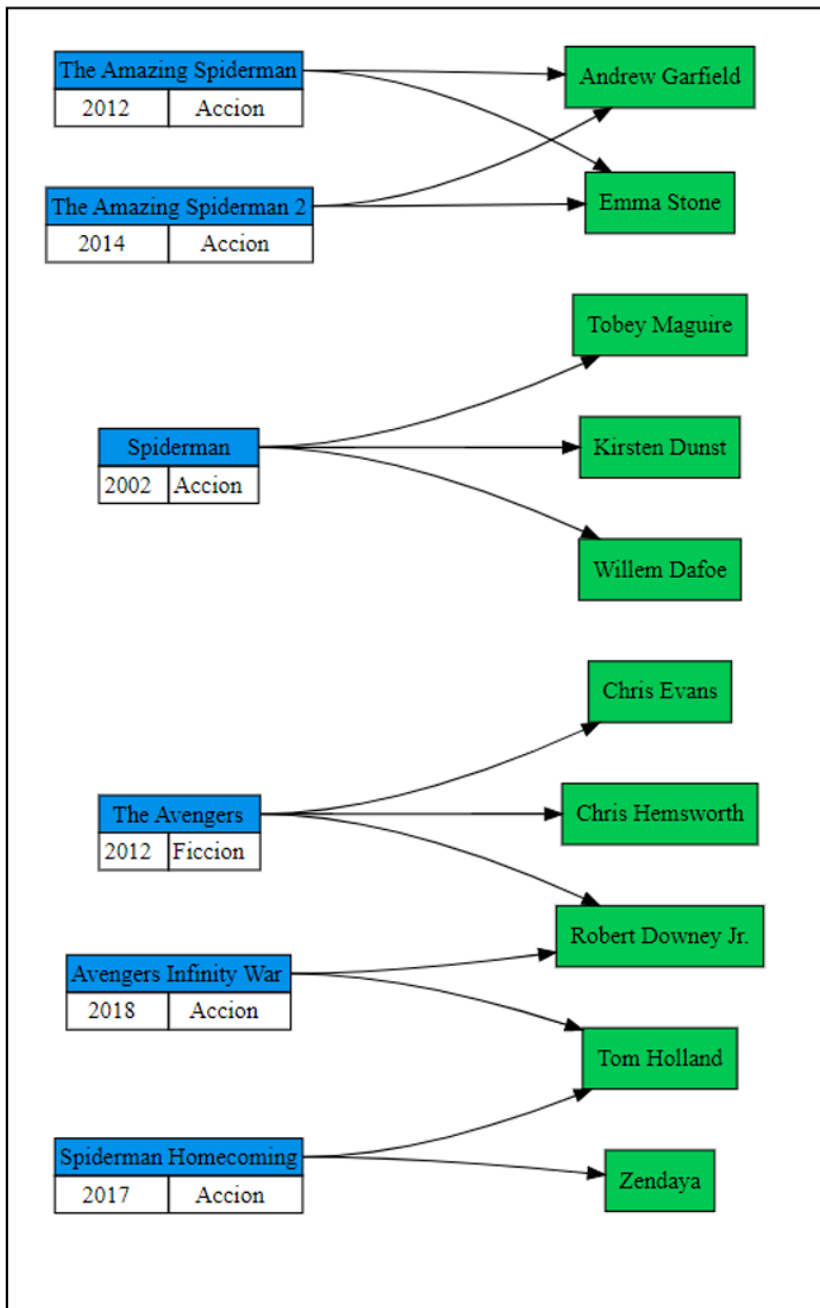 The Amazing Spiderman
2012 Accion
Andrew Garfield
The Amazing Spiderman 2
2014 Accion
Emma Stone
Tobey Maguire
Spiderman
2002 Accion
Kirsten Dunst
Willem Dafoe
Chris Evans
The Avengers
2012 Ficcion
Chris Hemsworth
Robert Downey Jr.
Avengers Infinity War
2018 Accion
Tom Holland
Spiderman Homecoming
2017 Accion
Zendaya